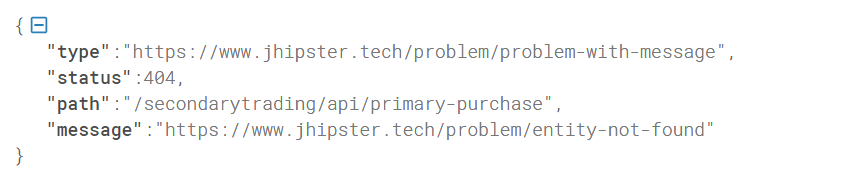 {
"type":"https://www.jhipster.tech/problem/problem-with-message",
"status":404,
"path":"/secondarytrading/api/primary-purchase",
"message":"https://www.jhipster.tech/problem/entity-not-found"
}